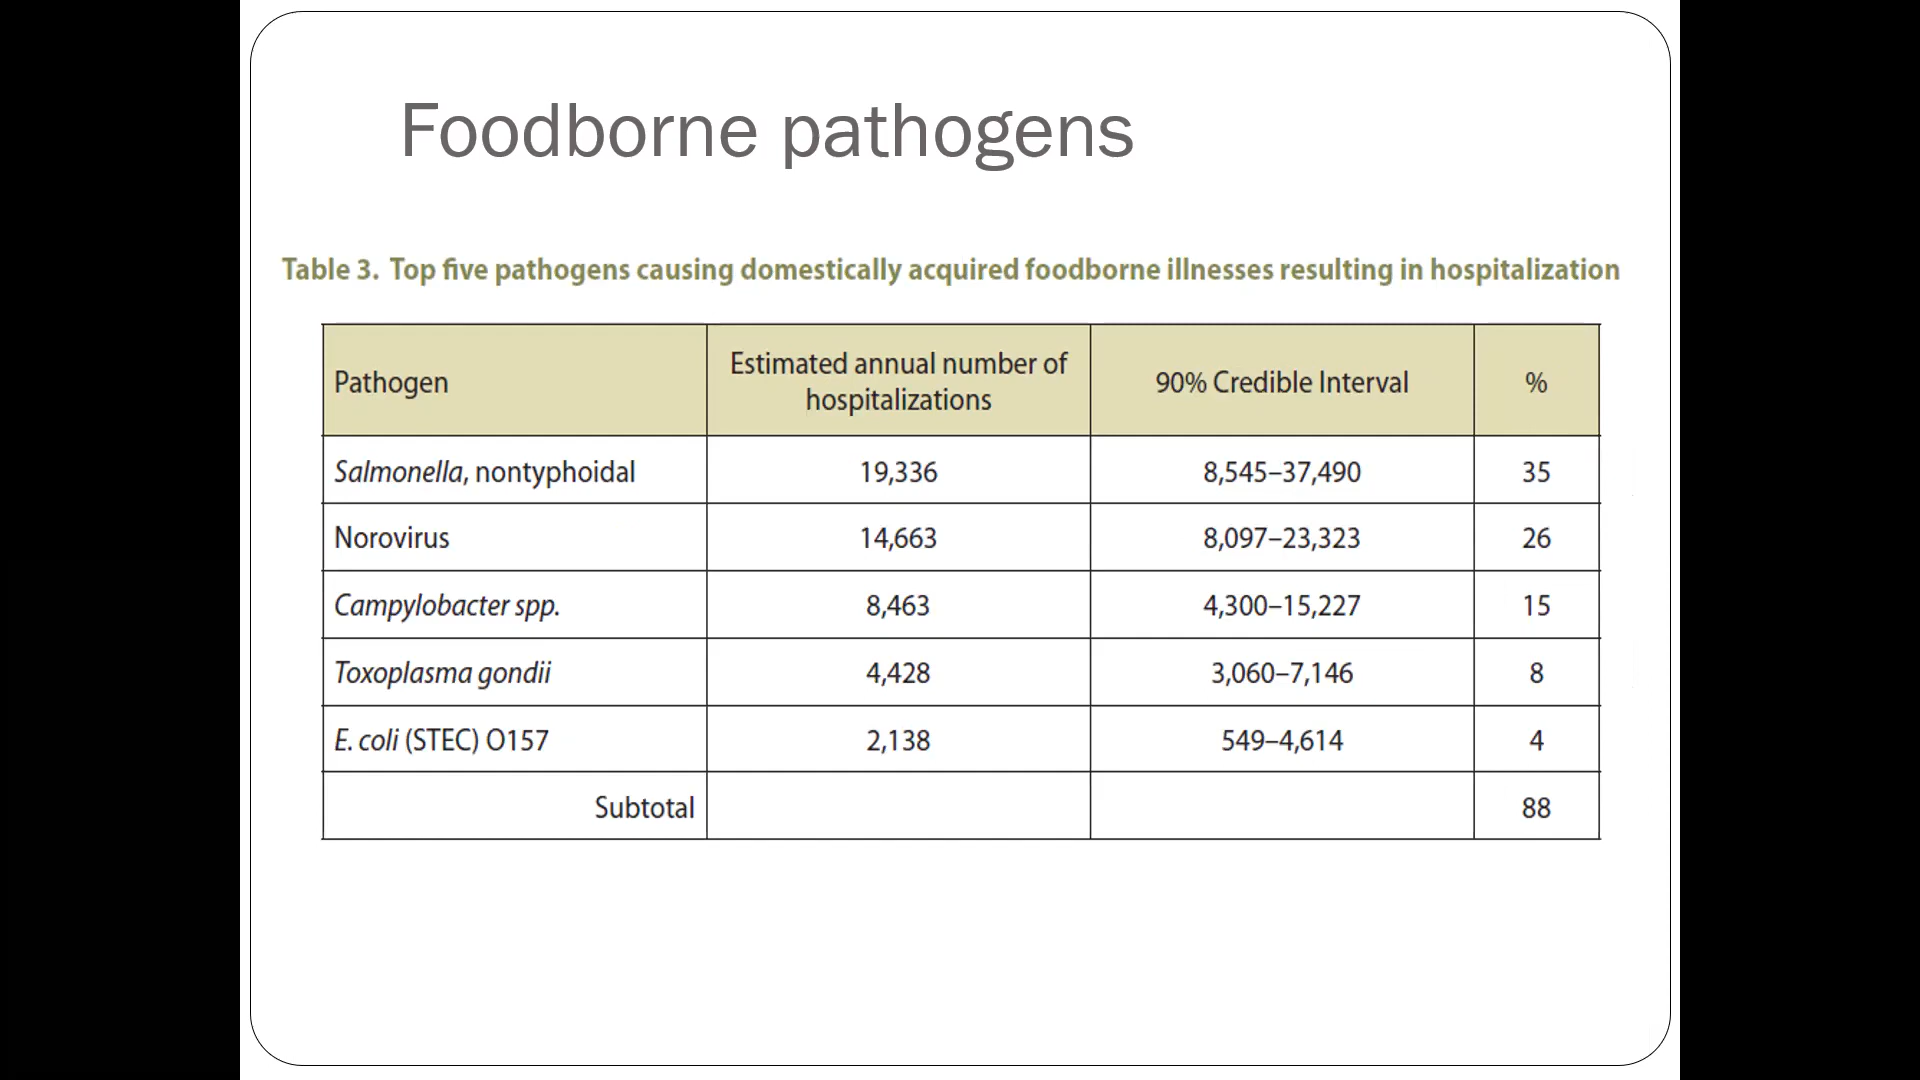 Foodborne pathogens
Table 3. Top five pathogens causing domestically acquired foodborne illnesses resulting in hospitalization
Pathogen Estimated annual number of hospitalizations 90% Credible Interval %
Salmonella, nontyphoidal 19,336 8,545–37,490 35
Norovirus 14,663 8,097–23,323 26
Campylobacter spp. 8,463 4,300–15,227 15
Toxoplasma gondii 4,428 3,060–7,146 8
E. coli (STEC) O157 2,138 549–4,614 4
Subtotal 88